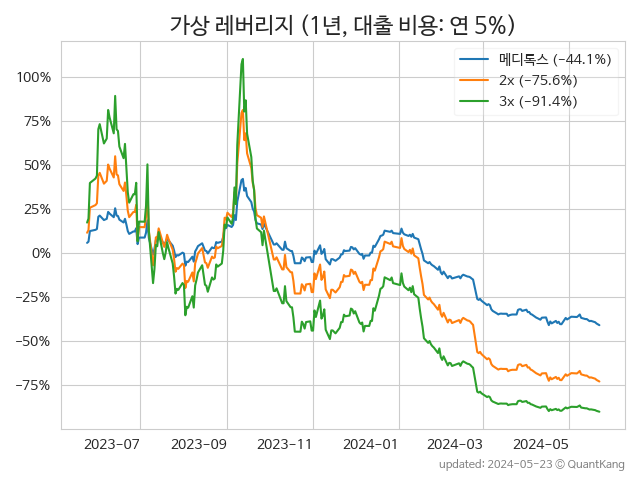 가상 레버리지 (1년, 대출 비용: 연 5%)
메디톡스 (-44.1%)
2x (-75.6%)
3x (-91.4%)
100%
75%
50%
25%
0%
-25%
-50%
-75%
2023-07
2023-09
2023-11
2024-01
2024-03
2024-05
updated: 2024-05-23 © QuantKang